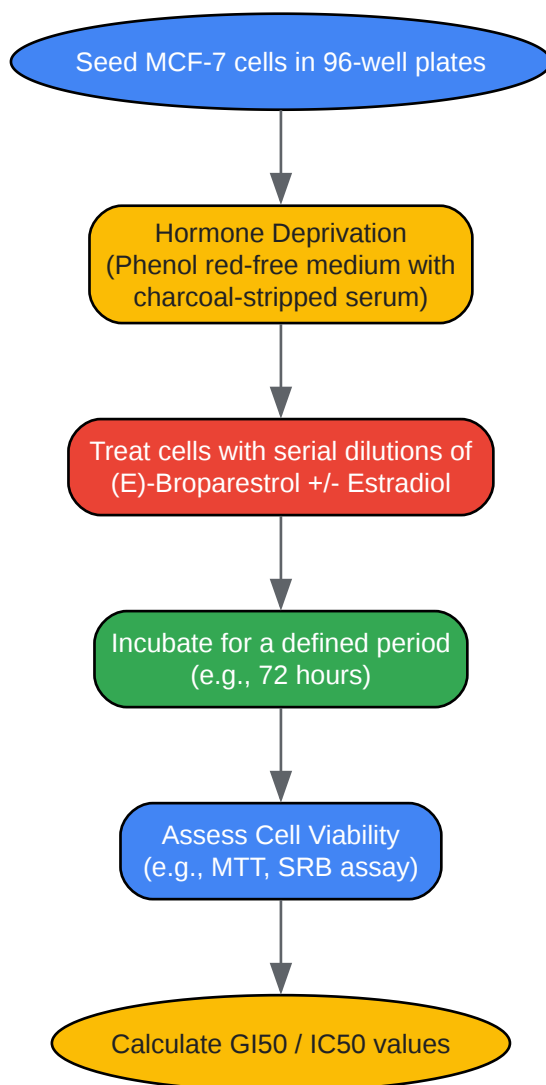 Seed MCF-7 cells in 96-well plates
Hormone Deprivation
(Phenol red-free medium with
charcoal-stripped serum)
Treat cells with serial dilutions of
(E)-Broparestrol +/- Estradiol
Incubate for a defined period
(e.g., 72 hours)
Assess Cell Viability
(e.g., MTT, SRB assay)
Calculate GI50 / IC50 values